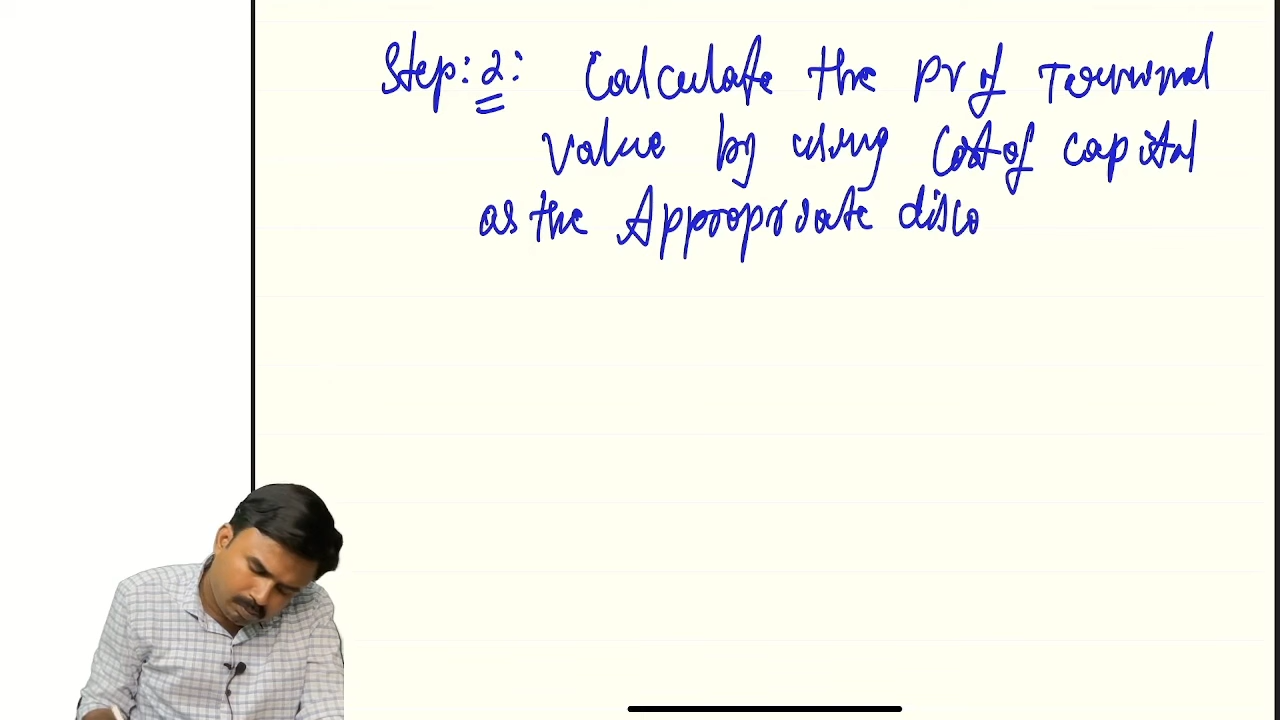 Step: 2: Calculate the PV of Terminal
value by using Cost of capital
as the Appropriate disco